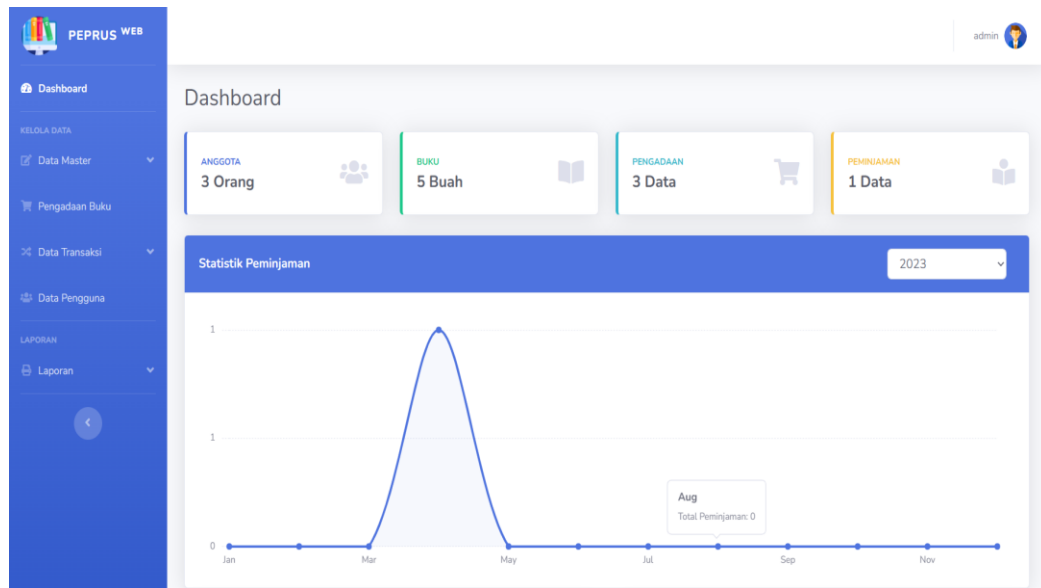 PEPRUS WEB
admin
Dashboard
Dashboard
KELOLA DATA
Data Master
Pengadaan Buku
Data Transaksi
Data Pengguna
LAPORAN
Laporan
ANGGOTA
3 Orang
BUKU
5 Buah
PENGADAAN
3 Data
PEMINJAMAN
1 Data
Statistik Peminjaman
2023
1
1
0
Aug
Total Peminjaman: 0
Jan Mar May Jul Sep Nov